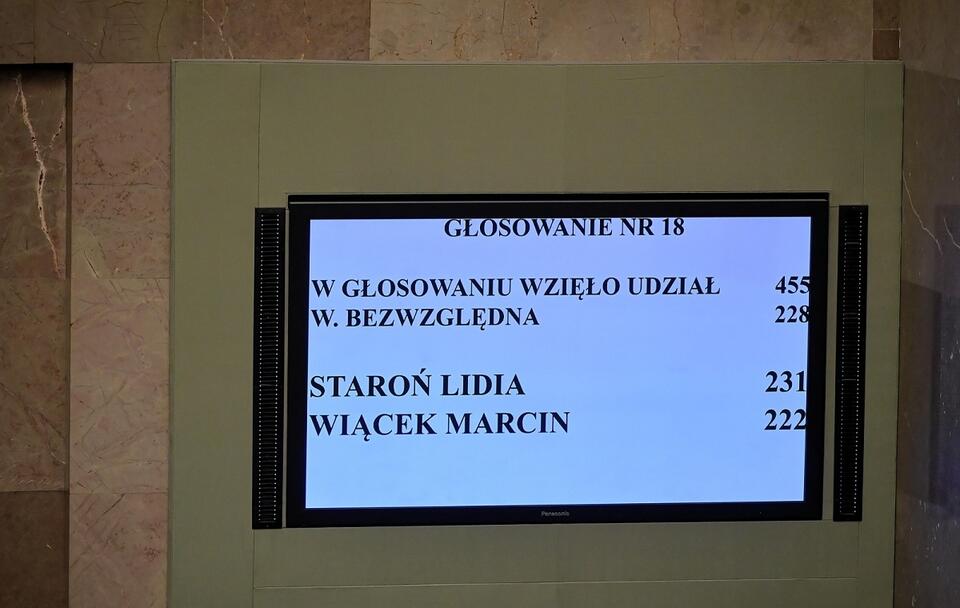 GŁOSOWANIE NR 18
W GŁOSOWANIU WZIĘŁO UDZIAŁ 455
W. BEZWZGLĘDNA 228
STAROŃ LIDIA 231
WIĄCEK MARCIN 222
Panasonic